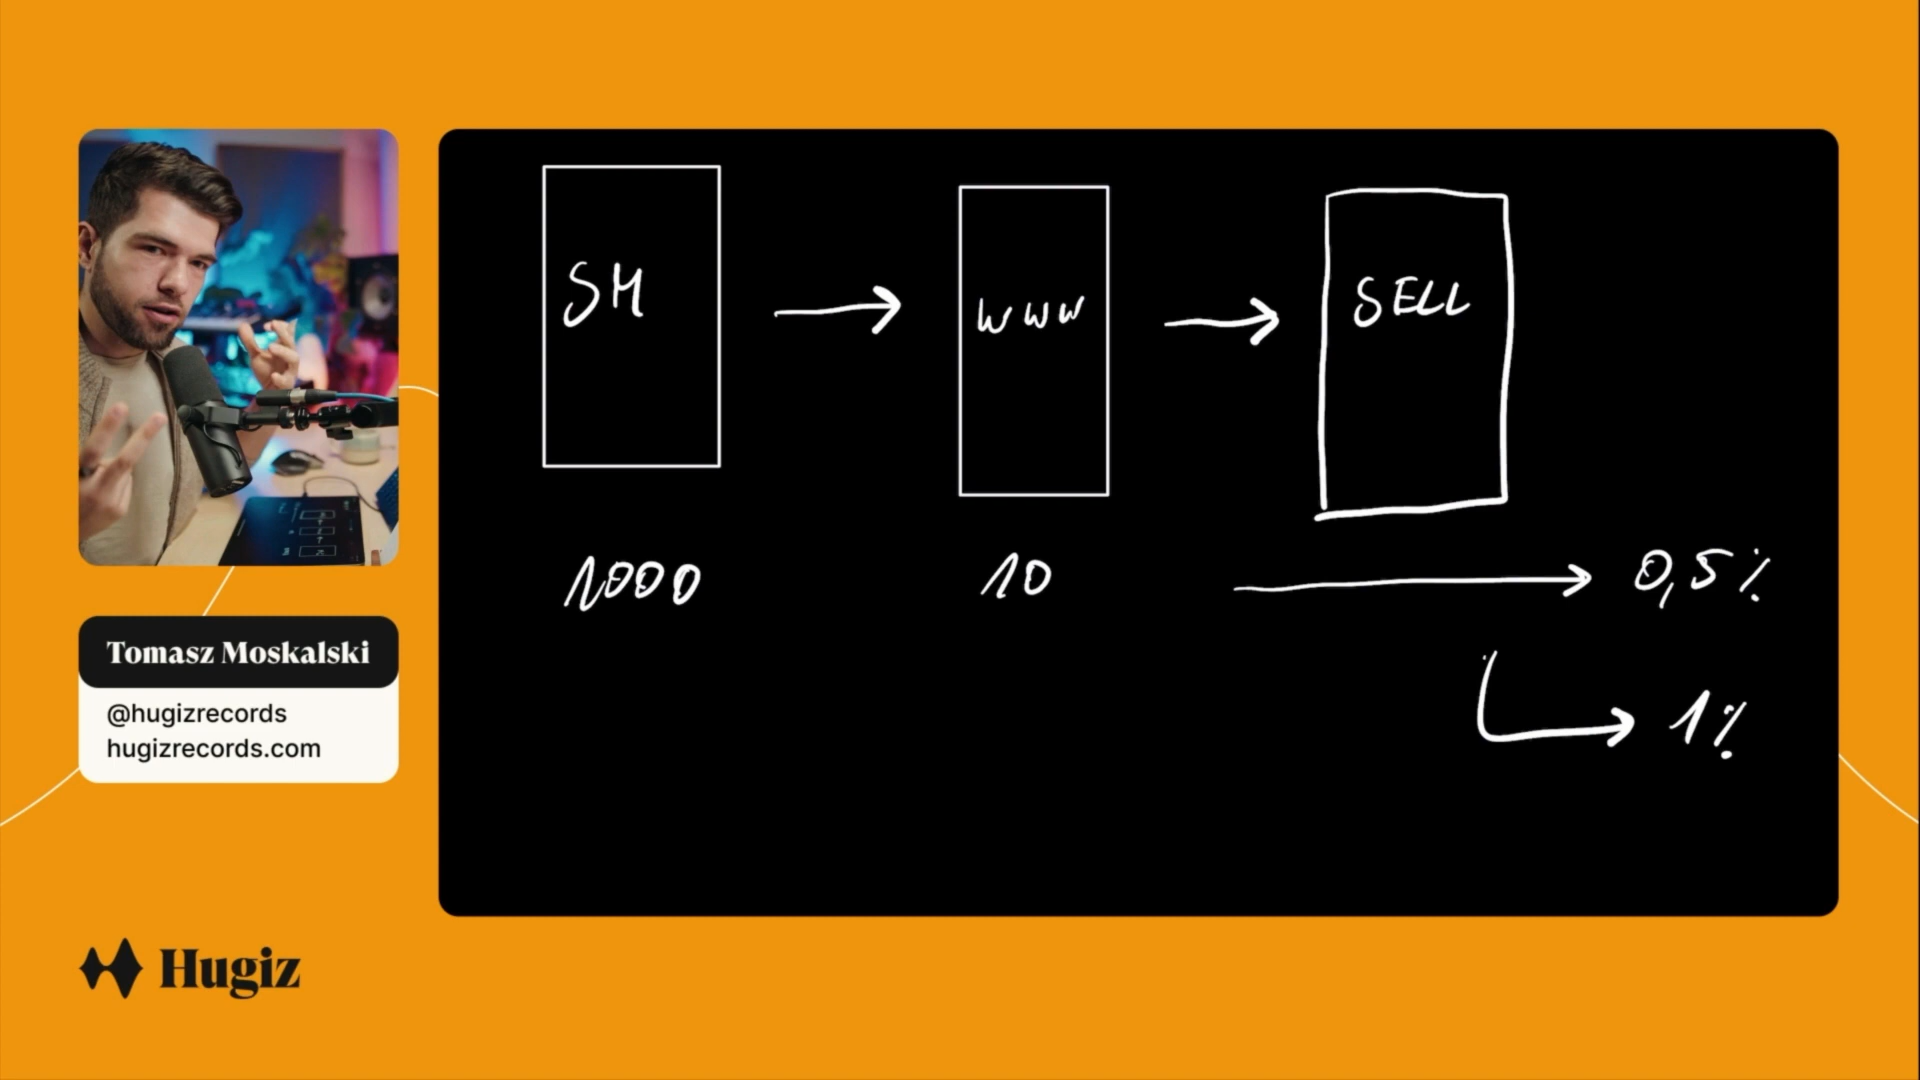 SM
WWW
SELL
1000
10
0,5%
1%
Tomasz Moskalski
@hugizrecords
hugizrecords.com
Hugiz